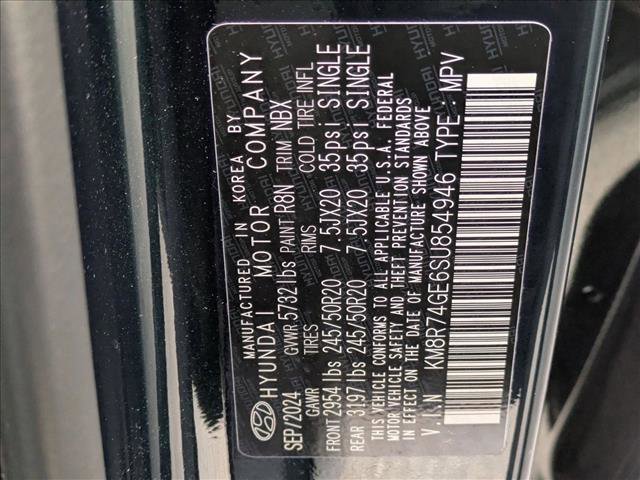 MANUFACTURED IN KOREA BY
HYUNDAI MOTOR COMPANY
SEP/2024 GVWR 5732 lbs PAINT R8N TRIM NBX
GAWR TIRES RIMS COLD TIRE INFL
FRONT 2954 lbs 245/50R20 7.5JX20 35psi SINGLE
REAR 3197 lbs 245/50R20 7.5JX20 35psi SINGLE
THIS VEHICLE CONFORMS TO ALL APPLICABLE U.S.A. FEDERAL
MOTOR VEHICLE SAFETY AND THEFT PREVENTION STANDARDS
IN EFFECT ON THE DATE OF MANUFACTURE SHOWN ABOVE
V.I.N KM8R74GE6SU854946 TYPE : MPV